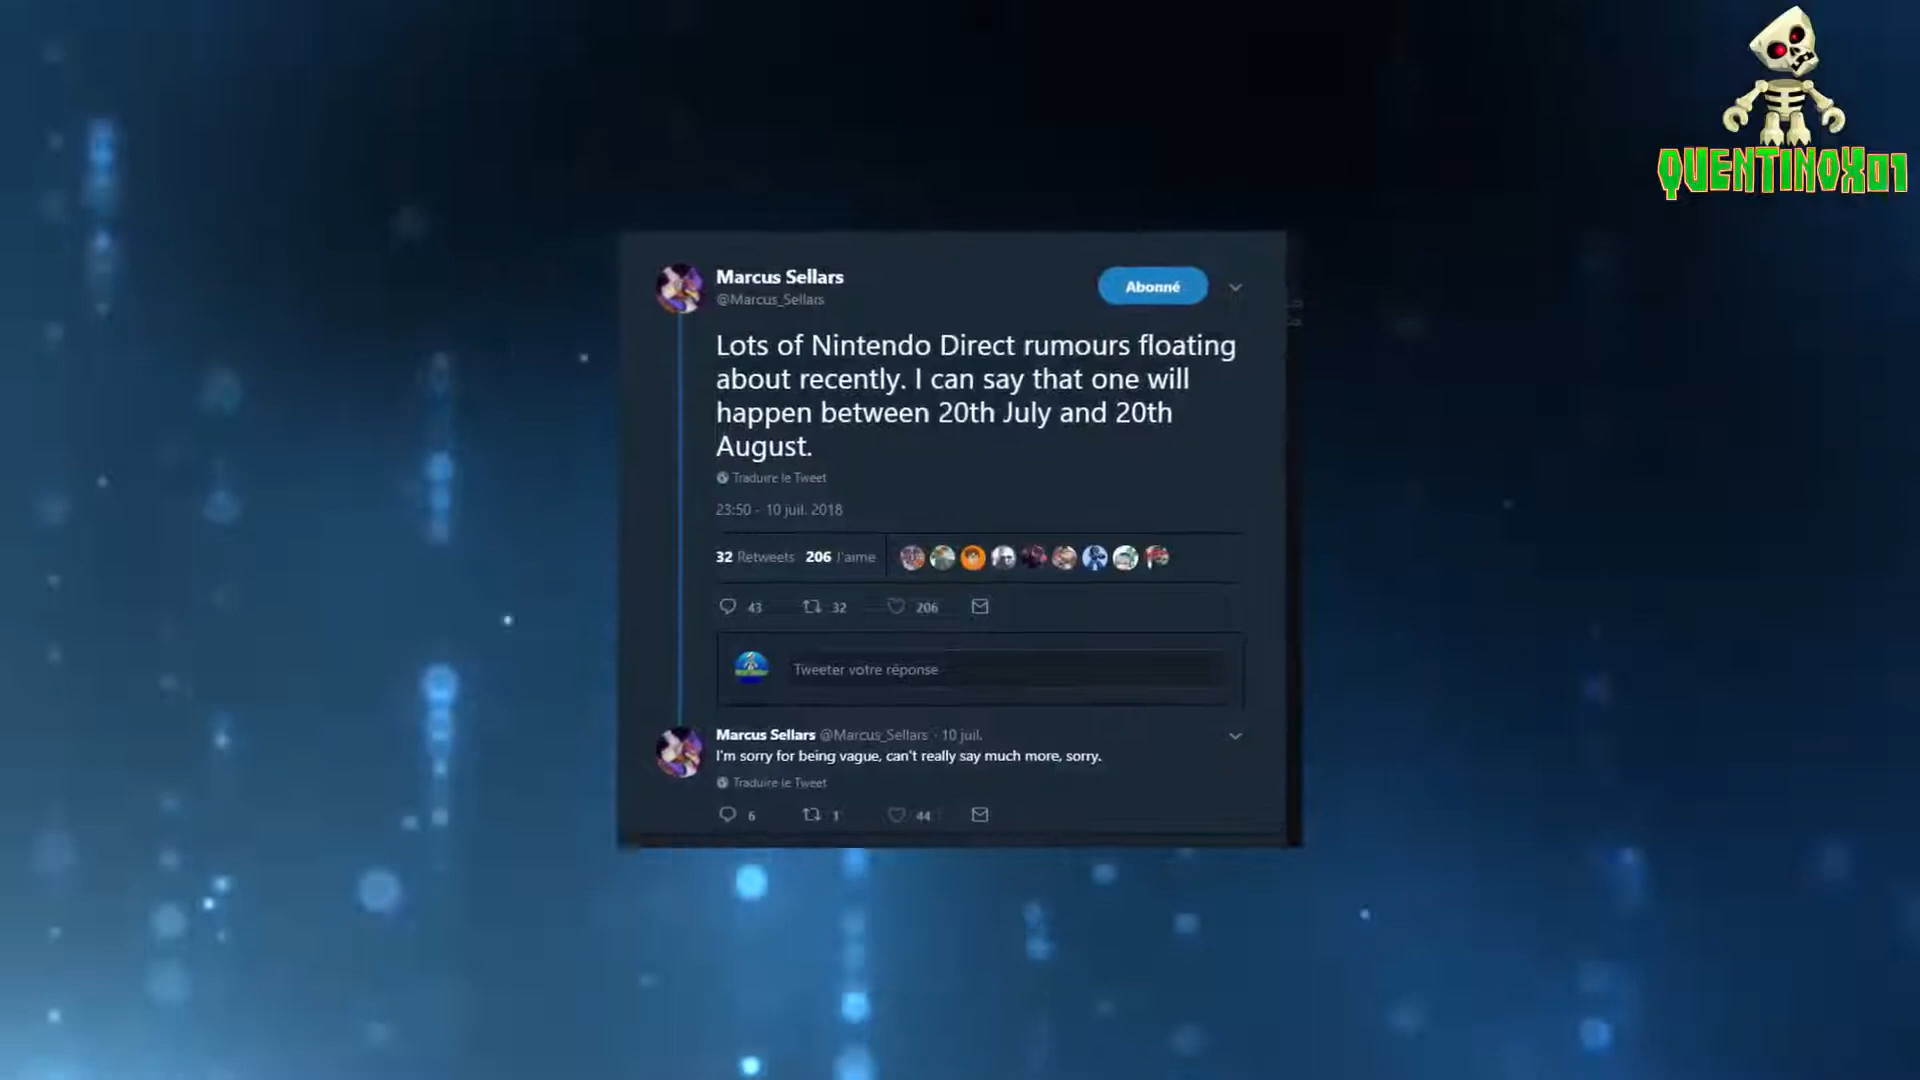 QUENTINOX01
Marcus Sellars
@Marcus_Sellars
Abonné
Lots of Nintendo Direct rumours floating
about recently. I can say that one will
happen between 20th July and 20th
August.
Traduire le Tweet
23:50 - 10 juil. 2018
32 Retweets 206 J'aime
43 32 206
Tweeter votre réponse
Marcus Sellars @Marcus_Sellars · 10 juil.
I'm sorry for being vague, can't really say much more, sorry.
Traduire le Tweet
6 1 44